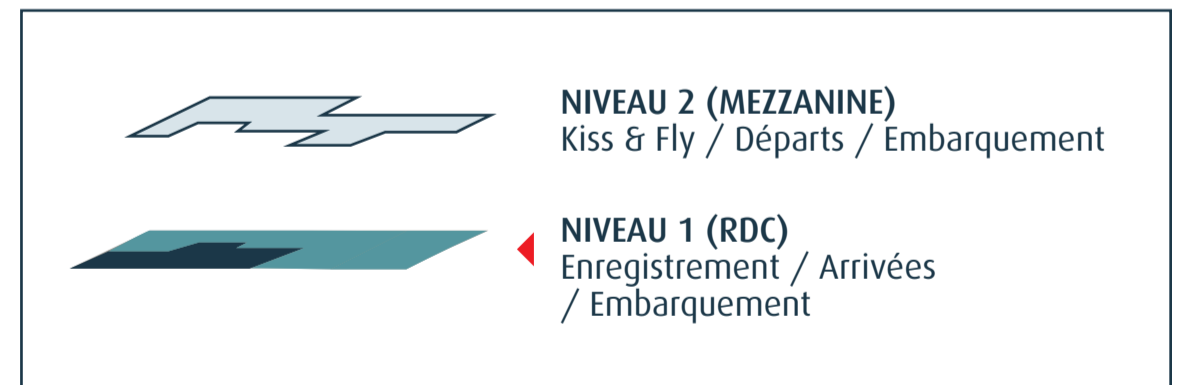 NIVEAU 2 (MEZZANINE)
Kiss & Fly / Départs / Embarquement
NIVEAU 1 (RDC)
Enregistrement / Arrivées
/ Embarquement